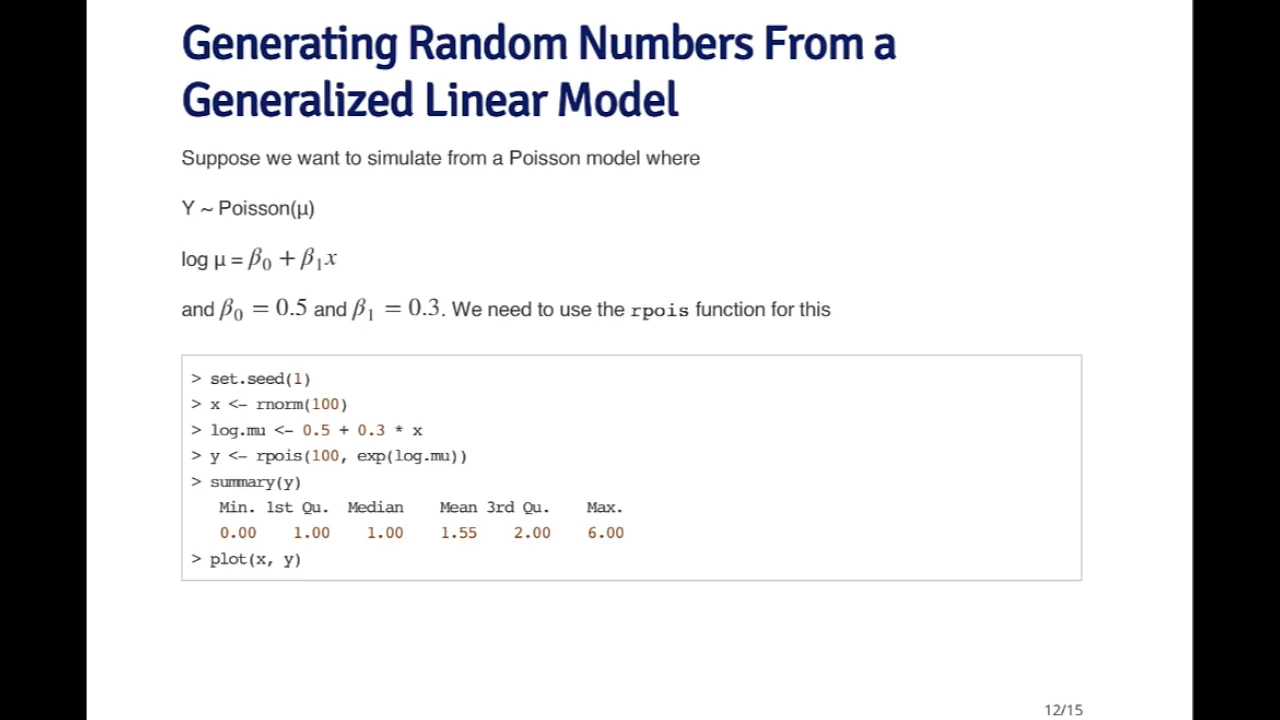 Generating Random Numbers From a
Generalized Linear Model
Suppose we want to simulate from a Poisson model where
Y ~ Poisson(μ)
log μ = β₀ + β₁x
and β₀ = 0.5 and β₁ = 0.3. We need to use the rpois function for this
> set.seed(1)
> x <- rnorm(100)
> log.mu <- 0.5 + 0.3 * x
> y <- rpois(100, exp(log.mu))
> summary(y)
   Min. 1st Qu.  Median    Mean 3rd Qu.    Max.
   0.00    1.00    1.00    1.55    2.00    6.00
> plot(x, y)
12/15